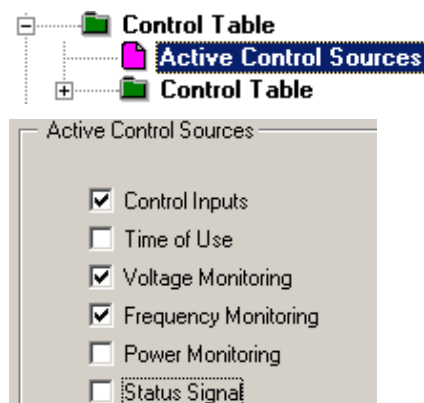 Control Table
Active Control Sources
Control Table
Active Control Sources
Control Inputs
Time of Use
Voltage Monitoring
Frequency Monitoring
Power Monitoring
Status Signal